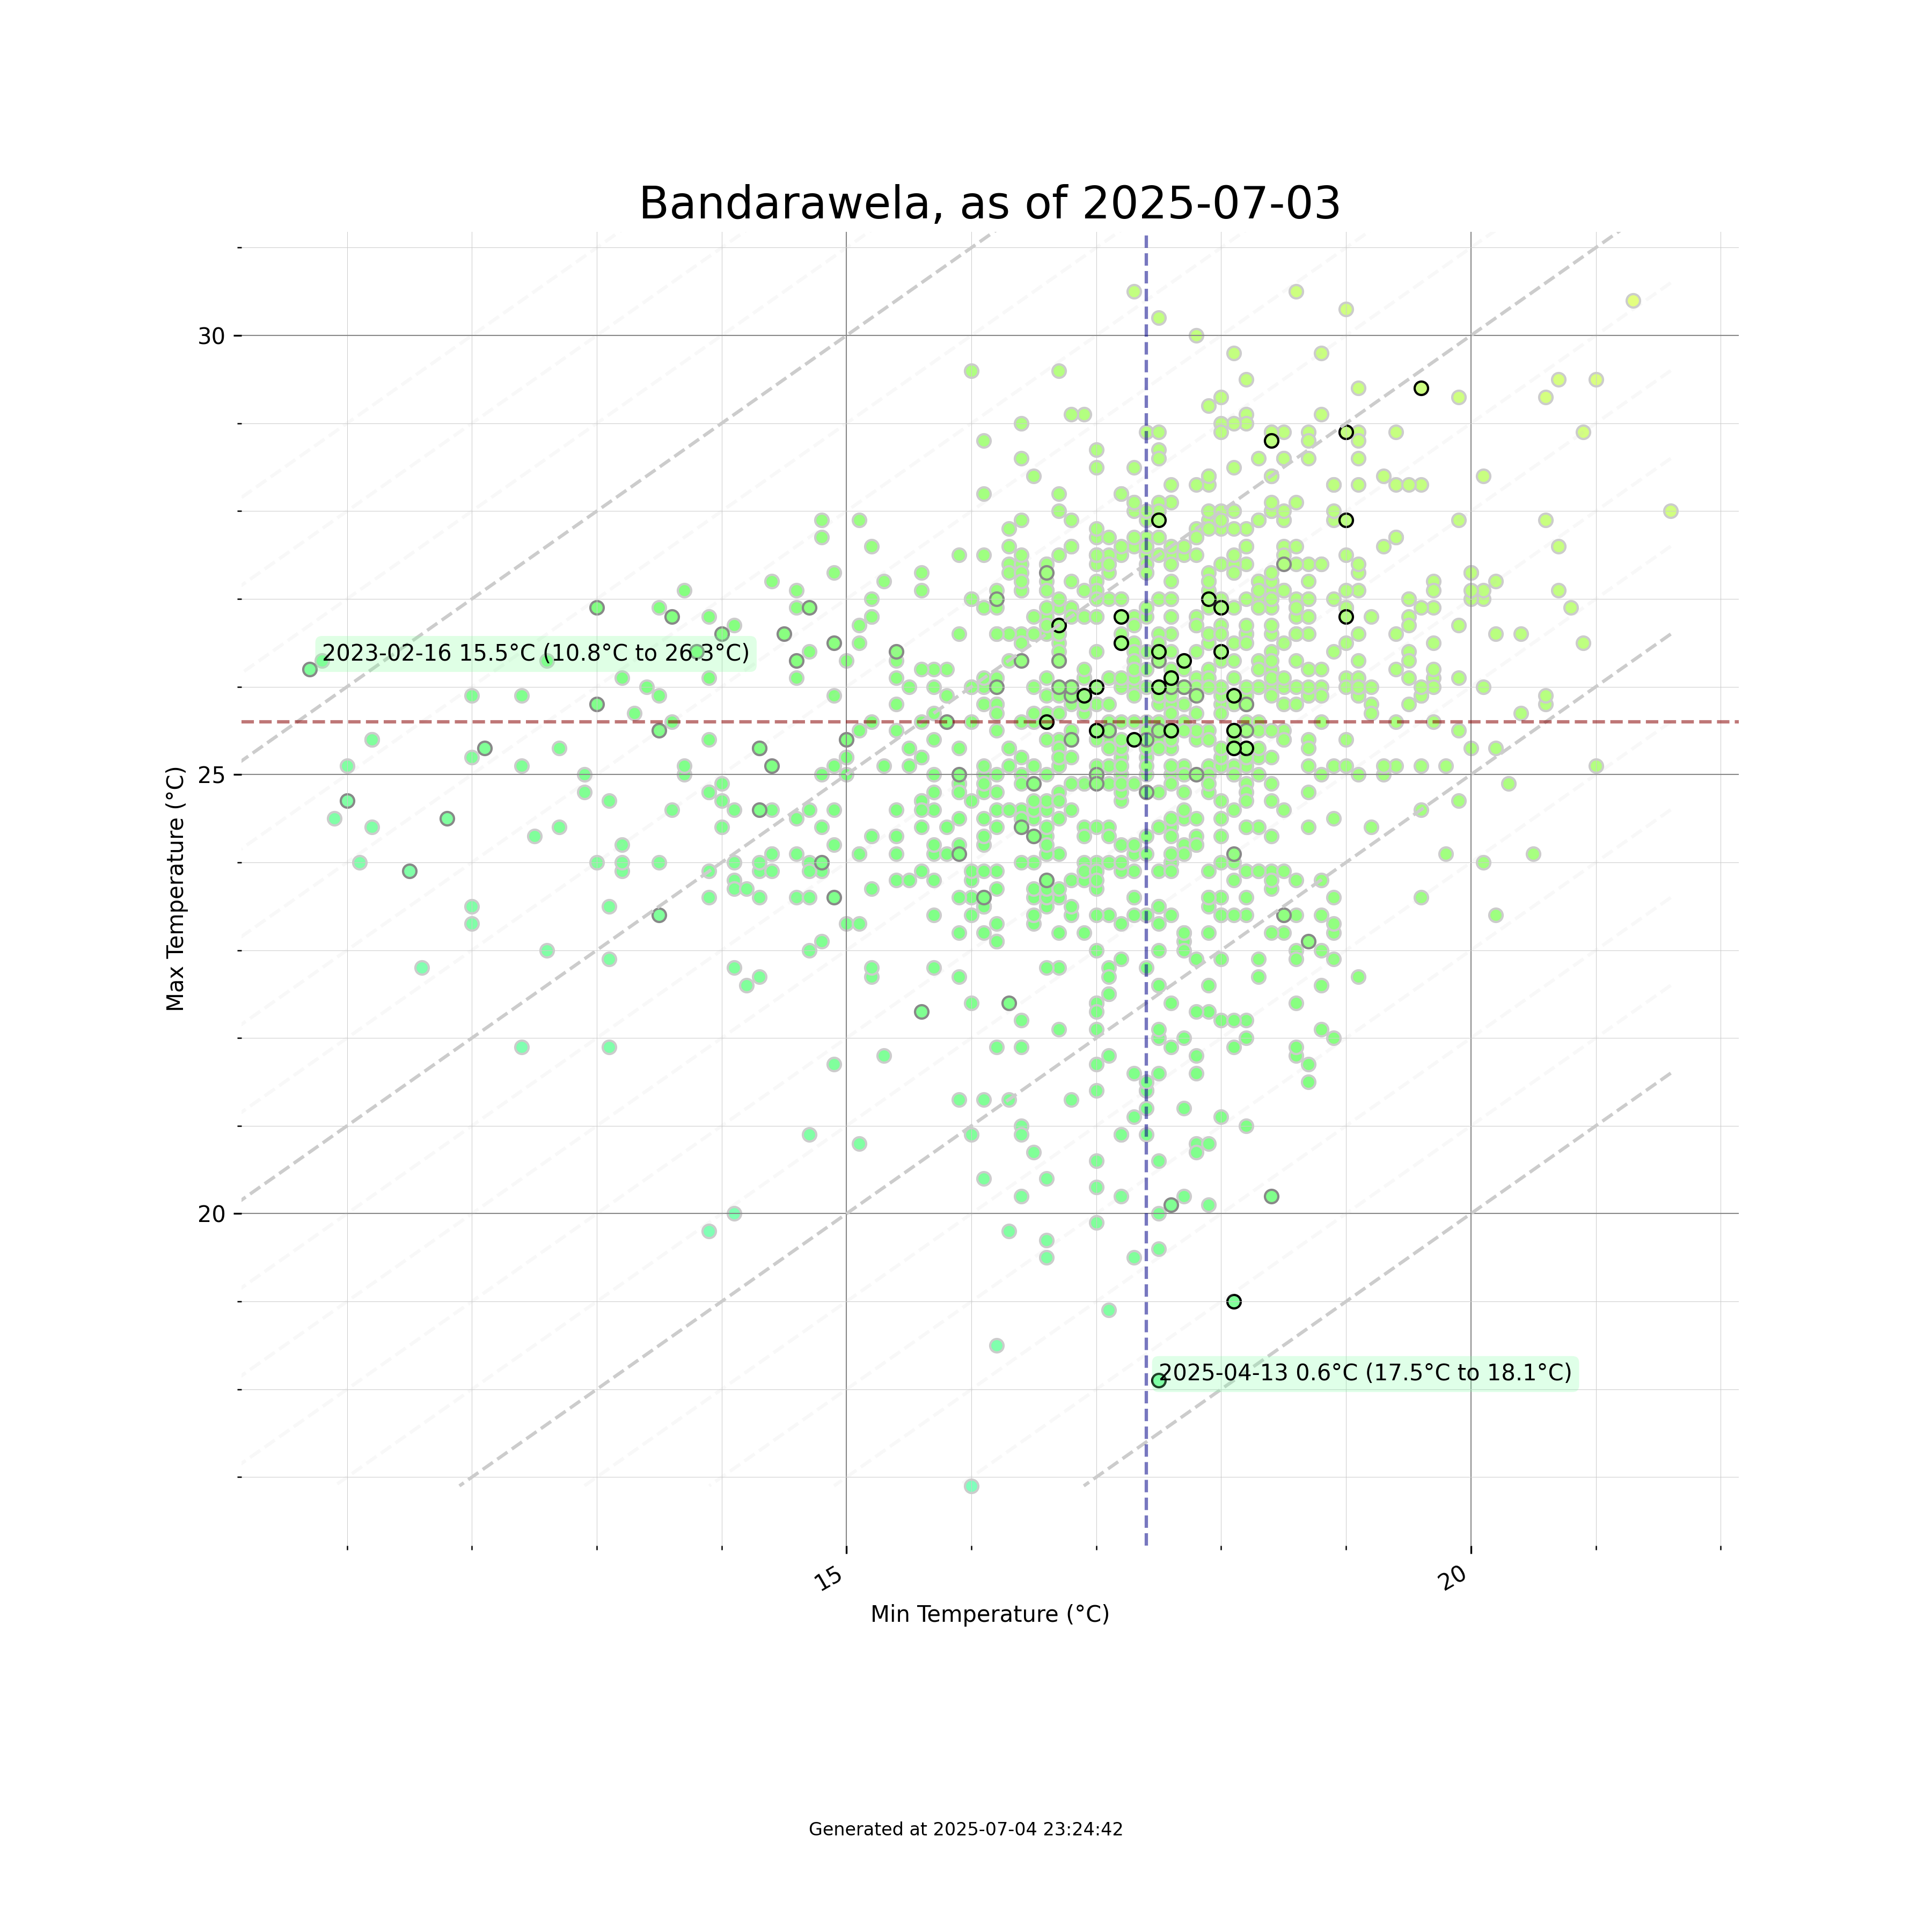 Bandarawela, as of 2025-07-03
30
2023-02-16 15.5°C (10.8°C to 26.3°C)
25
Max Temperature (°C)
20
2025-04-13 0.6°C (17.5°C to 18.1°C)
15
20
Min Temperature (°C)
Generated at 2025-07-04 23:24:42